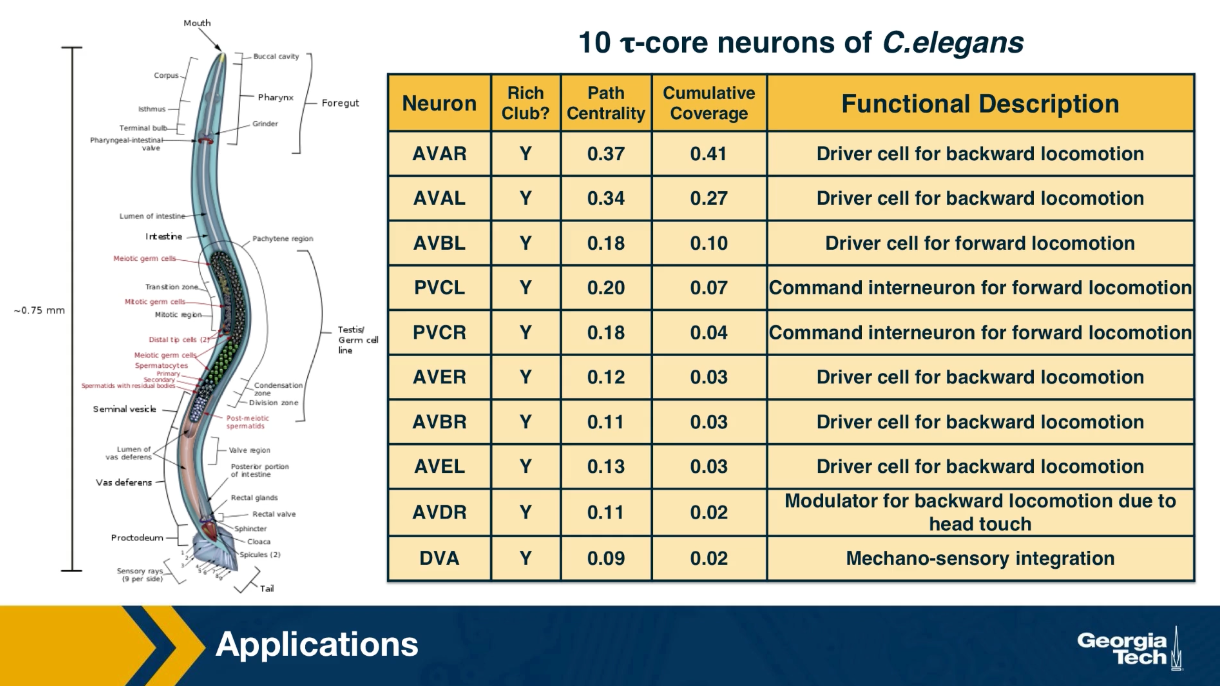 10 τ-core neurons of C.elegans
Neuron Rich Club? Path Centrality Cumulative Coverage Functional Description
AVAR Y 0.37 0.41 Driver cell for backward locomotion
AVAL Y 0.34 0.27 Driver cell for backward locomotion
AVBL Y 0.18 0.10 Driver cell for forward locomotion
PVCL Y 0.20 0.07 Command interneuron for forward locomotion
PVCR Y 0.18 0.04 Command interneuron for forward locomotion
AVER Y 0.12 0.03 Driver cell for backward locomotion
AVBR Y 0.11 0.03 Driver cell for backward locomotion
AVEL Y 0.13 0.03 Driver cell for backward locomotion
AVDR Y 0.11 0.02 Modulator for backward locomotion due to
head touch
DVA Y 0.09 0.02 Mechano-sensory integration
~0.75 mm
Mouth
Buccal cavity
Corpus
Pharynx
Foregut
Isthmus
Grinder
Terminal bulb
Pharyngeal-intestinal
valve
Lumen of intestine
Intestine
Pachytene region
Meiotic germ cells
Transition zone
Mitotic germ cells
Mitotic region
Distal tip cells (2)
Testis/
Germ cell
line
Meiotic germ cells
Spermatocytes
Primary
Secondary
Spermatids with residual bodies
Condensation
zone
Division zone
Seminal vesicle
Post-meiotic
spermatids
Lumen of
vas deferens
Valve region
Posterior portion
of intestine
Vas deferens
Rectal glands
Rectal valve
Sphincter
Proctodeum
Cloaca
Spicules (2)
Sensory rays
(9 per side)
Tail
Applications
Georgia
Tech